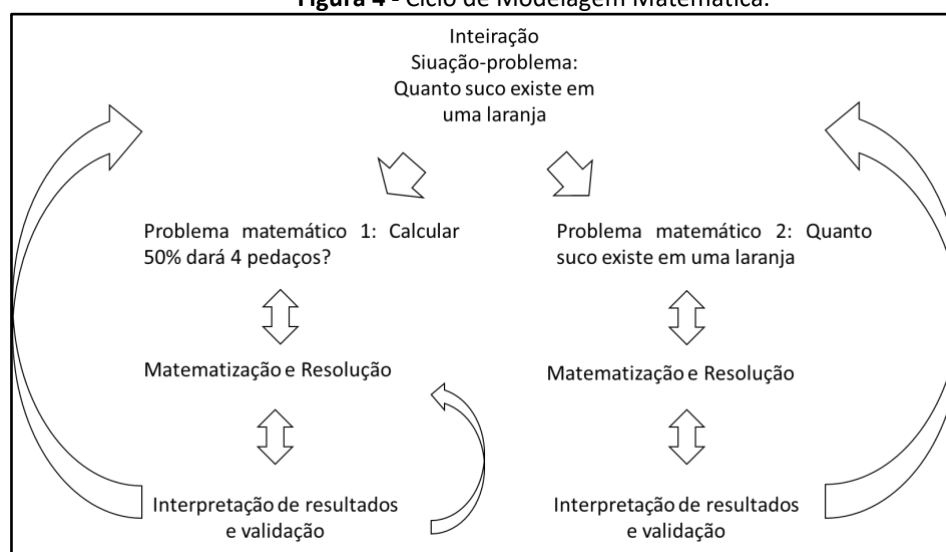 Figura 4 - Ciclo de Modelagem Matemática.
Inteiração
Siuação-problema:
Quanto suco existe em
uma laranja
Problema matemático 1: Calcular
50% dará 4 pedaços?
Matematização e Resolução
Interpretação de resultados
e validação
Problema matemático 2: Quanto
suco existe em uma laranja
Matematização e Resolução
Interpretação de resultados
e validação